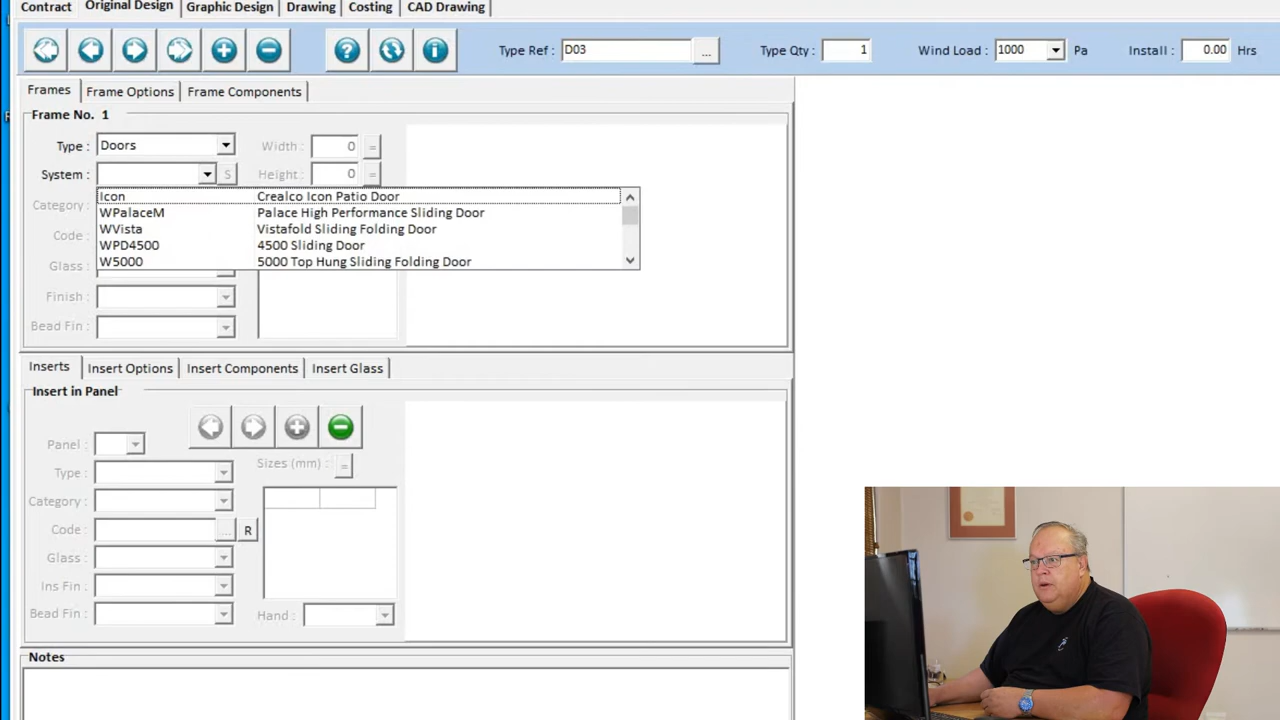 Contract Original Design Graphic Design Drawing Costing CAD Drawing
Type Ref : D03 ... Type Qty : 1 Wind Load : 1000 Pa Install : 0.00 Hrs
Frames Frame Options Frame Components
Frame No. 1
Type : Doors Width : 0 =
System : S Height : 0 =
Icon Crealco Icon Patio Door
WPalaceM Palace High Performance Sliding Door
WVista Vistafold Sliding Folding Door
WPD4500 4500 Sliding Door
W5000 5000 Top Hung Sliding Folding Door
Category
Code :
Glass :
Finish :
Bead Fin :
Inserts Insert Options Insert Components Insert Glass
Insert in Panel
Panel :
Sizes (mm) : =
Type :
Category :
Code : ... R
Glass :
Ins Fin :
Bead Fin : Hand :
Notes